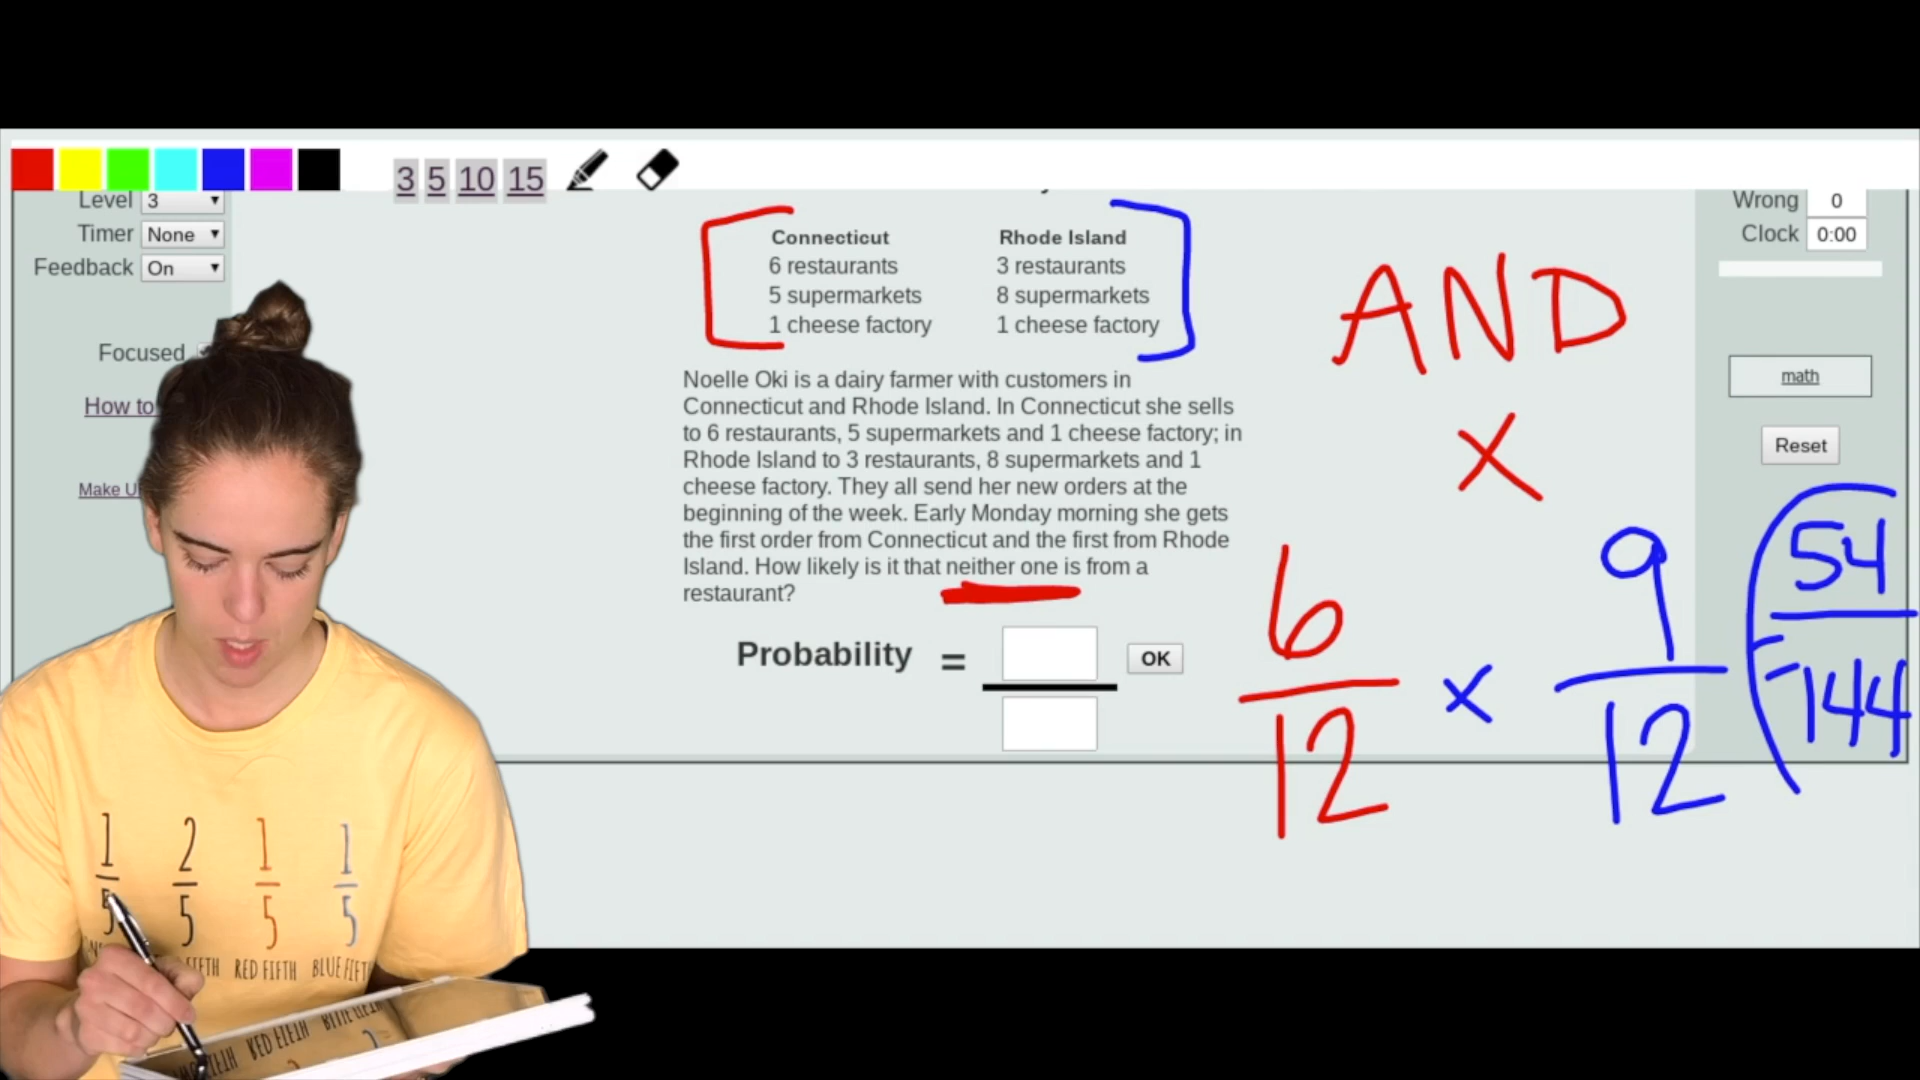 3 5 10 15
Level 3
Timer None
Feedback On
Focused
How to
Make U
Wrong 0
Clock 0:00
math
Reset
Connecticut Rhode Island
6 restaurants 3 restaurants
5 supermarkets 8 supermarkets
1 cheese factory 1 cheese factory
Noelle Oki is a dairy farmer with customers in
Connecticut and Rhode Island. In Connecticut she sells
to 6 restaurants, 5 supermarkets and 1 cheese factory; in
Rhode Island to 3 restaurants, 8 supermarkets and 1
cheese factory. They all send her new orders at the
beginning of the week. Early Monday morning she gets
the first order from Connecticut and the first from Rhode
Island. How likely is it that neither one is from a
restaurant?
Probability =
OK
AND
×
6/12 × 9/12 = 54/144
1/5 2/5 1/5 1/5
RED FIFTH BLUE FIFT
RED FIFTH